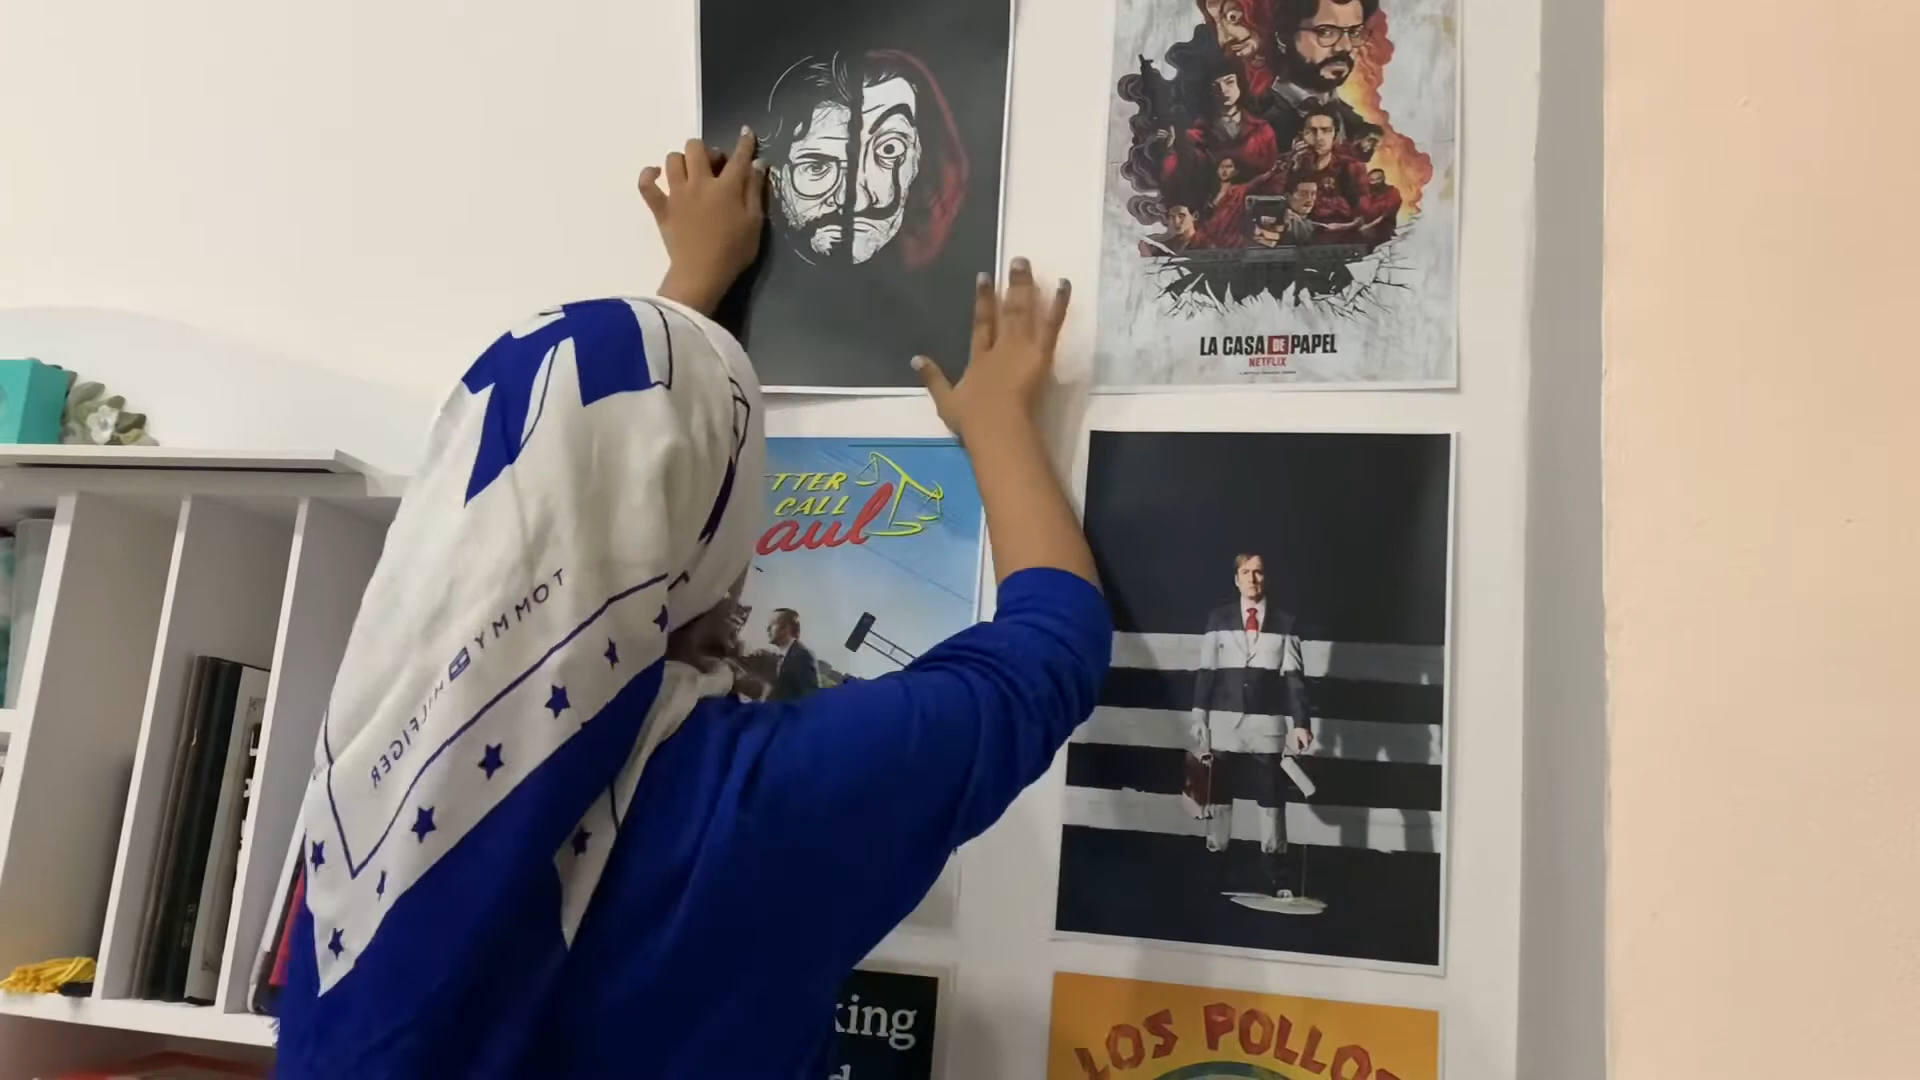 LA CASA DE PAPEL
NETFLIX
TTER
CALL
aul
TOMMY HILFIGER
king
d
LOS POLLO